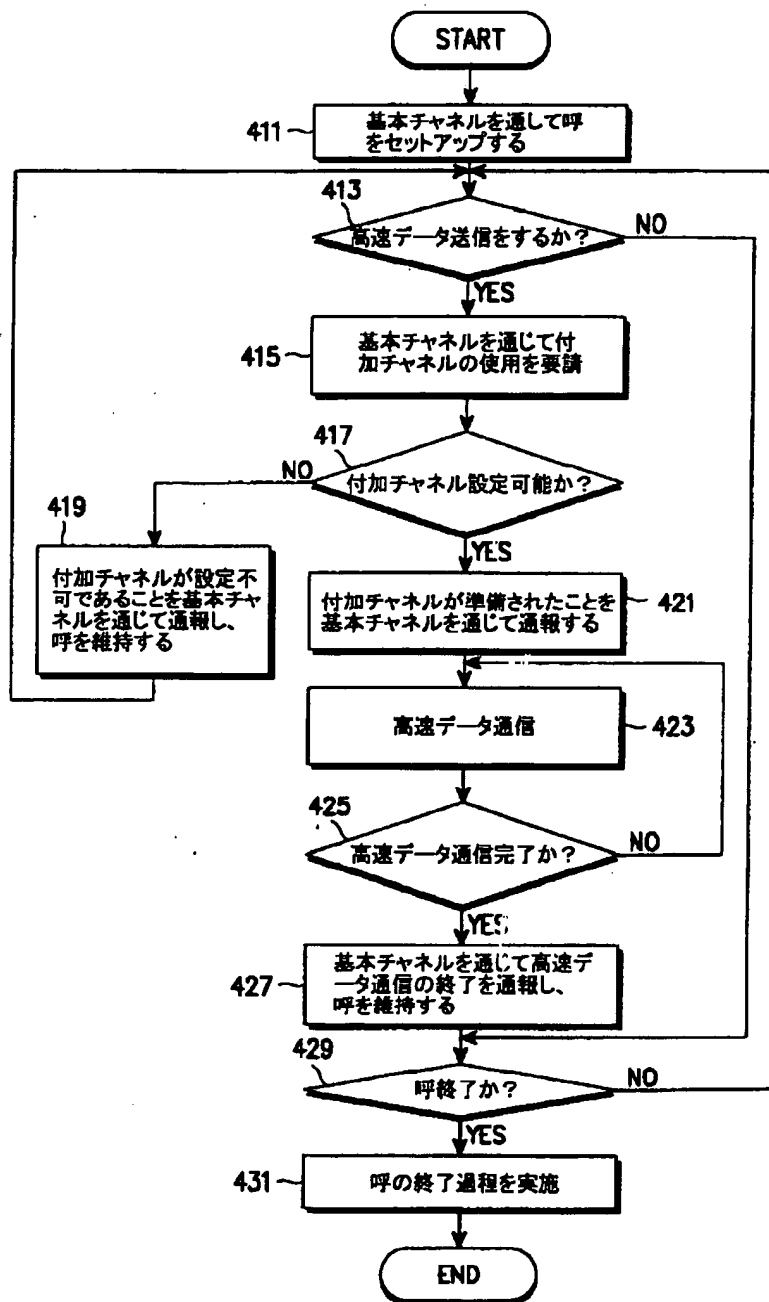 START
411
基本チャネルを通して呼
をセットアップする
413
高速データ送信をするか?
NO
YES
415
基本チャネルを通じて付
加チャネルの使用を要請
417
NO
付加チャネル設定可能か?
YES
419
付加チャネルが設定不
可であることを基本チャ
ネルを通じて通報し、
呼を維持する
付加チャネルが準備されたことを
基本チャネルを通じて通報する
421
高速データ通信
423
425
高速データ通信完了か?
NO
YES
427
基本チャネルを通じて高速デ
ータ通信の終了を通報し、
呼を維持する
429
呼終了か?
NO
YES
431
呼の終了過程を実施
END